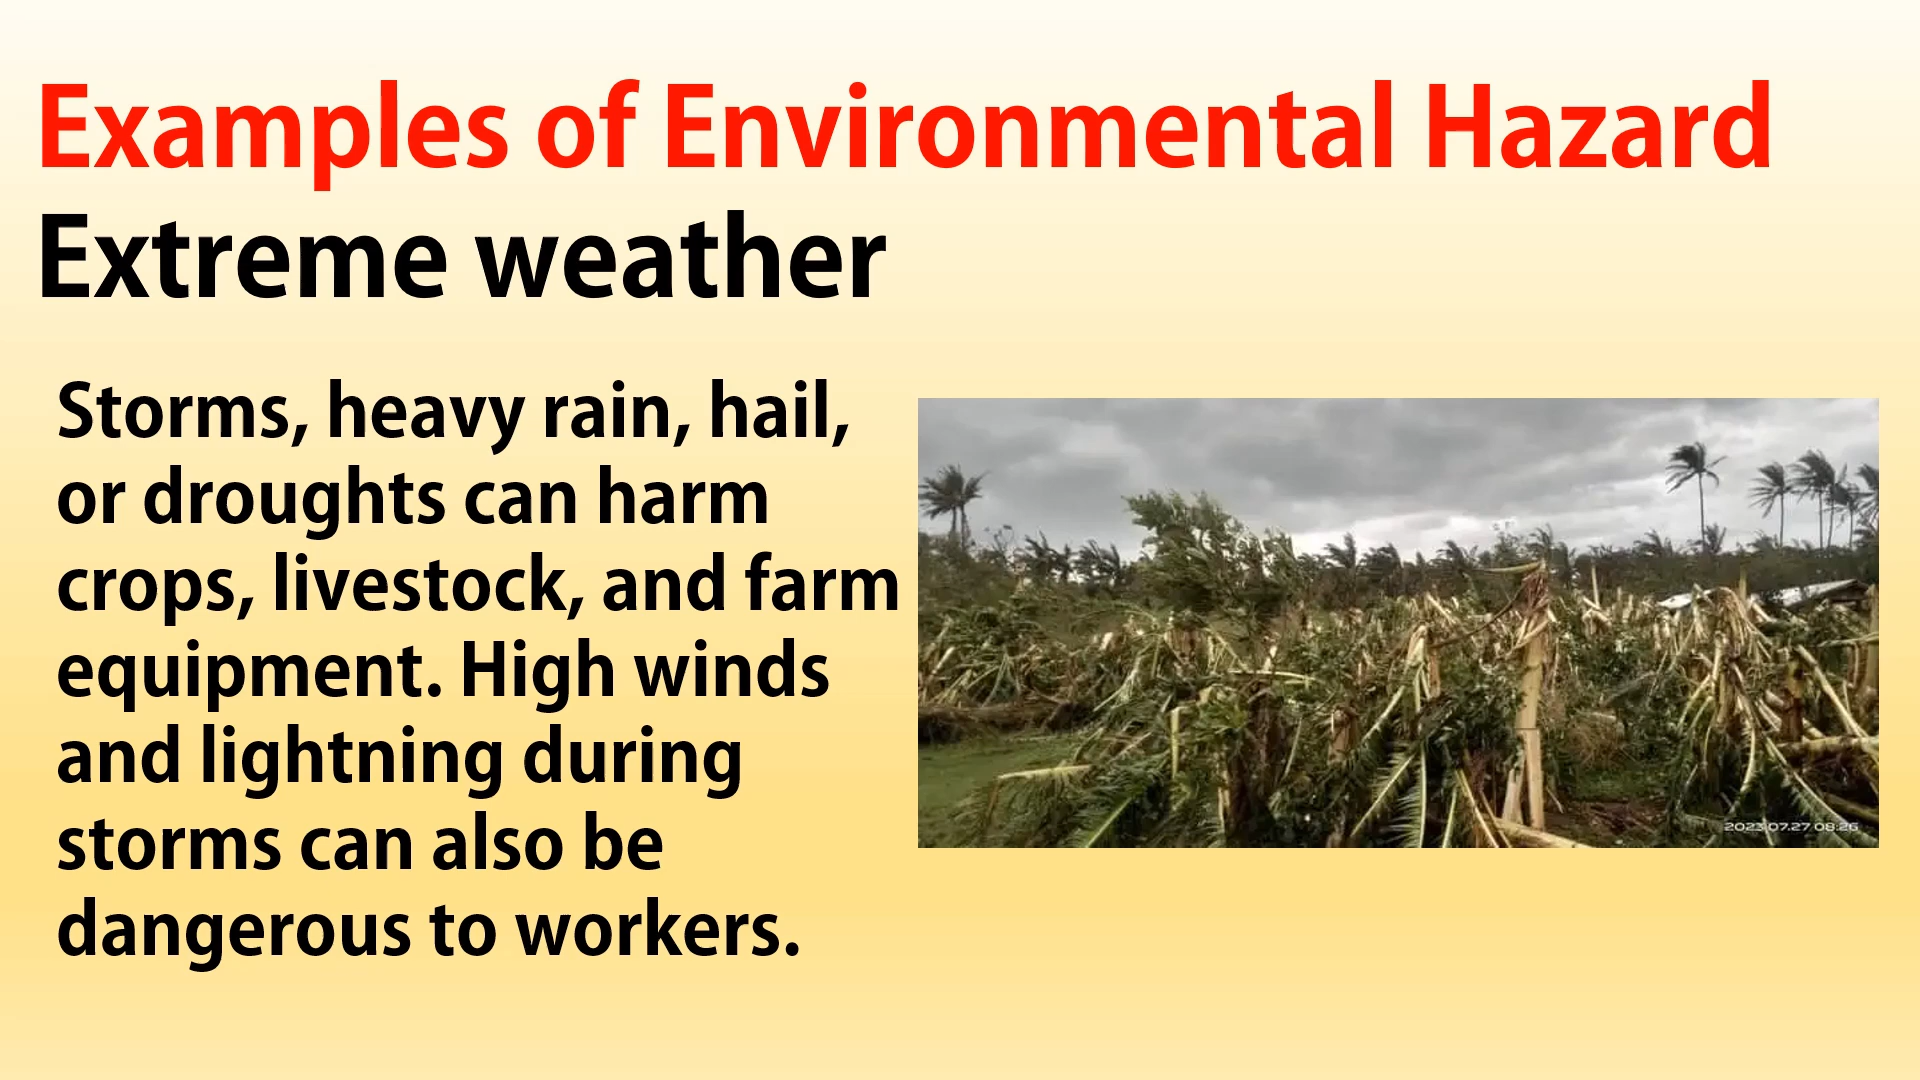 Examples of Environmental Hazard
Extreme weather
Storms, heavy rain, hail,
or droughts can harm
crops, livestock, and farm
equipment. High winds
and lightning during
storms can also be
dangerous to workers.
2023.07.27 08:26